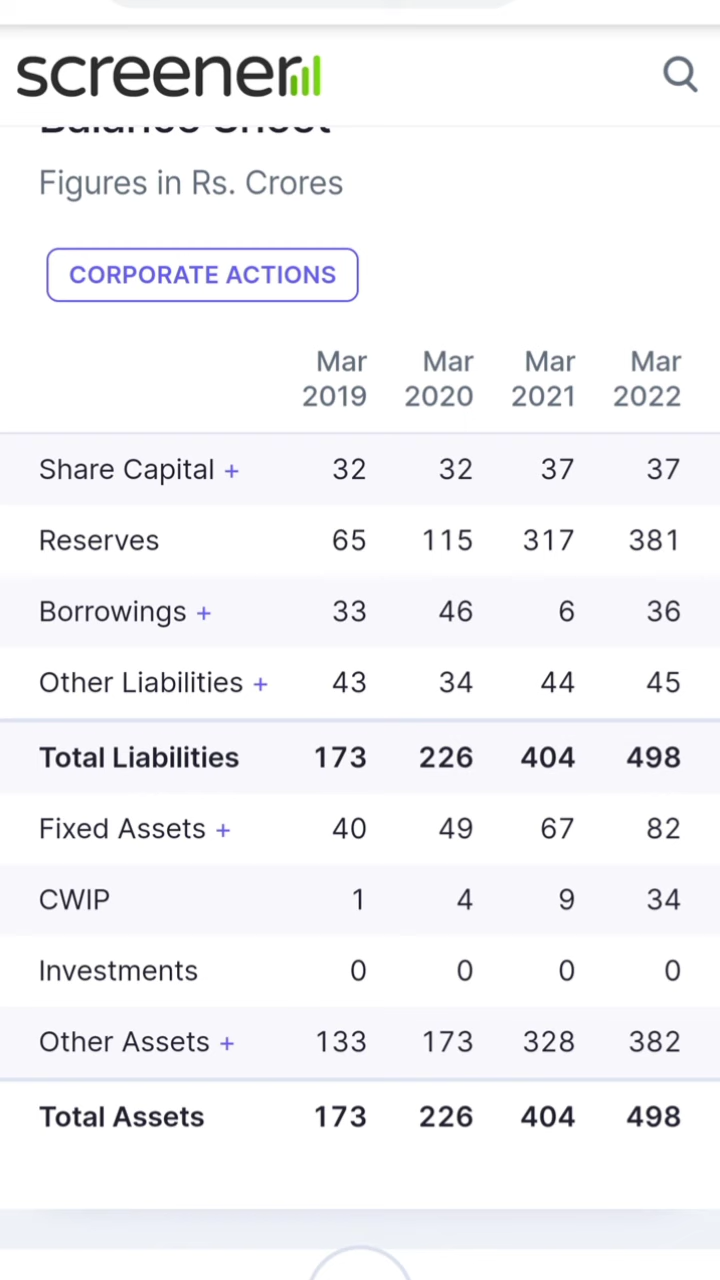 screener
Balance Sheet
Figures in Rs. Crores
CORPORATE ACTIONS
Mar Mar Mar Mar
2019 2020 2021 2022
Share Capital + 32 32 37 37
Reserves 65 115 317 381
Borrowings + 33 46 6 36
Other Liabilities + 43 34 44 45
Total Liabilities 173 226 404 498
Fixed Assets + 40 49 67 82
CWIP 1 4 9 34
Investments 0 0 0 0
Other Assets + 133 173 328 382
Total Assets 173 226 404 498